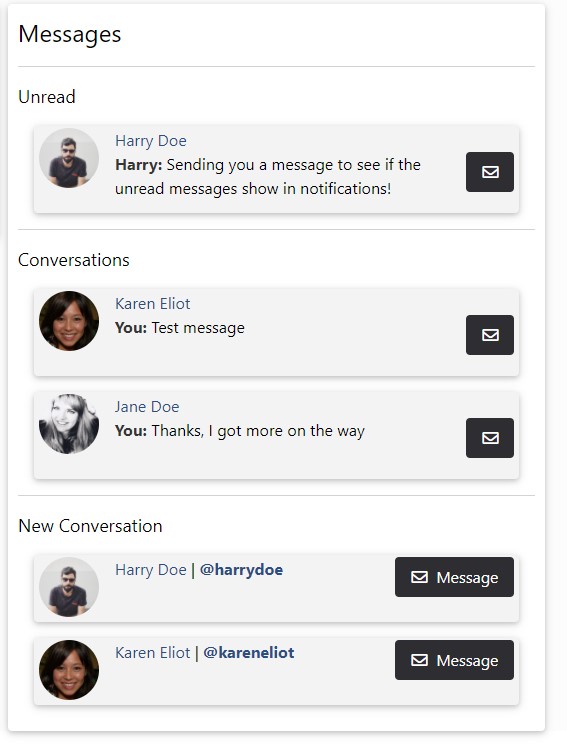 Messages
Unread
Harry Doe
Harry: Sending you a message to see if the
unread messages show in notifications!
Conversations
Karen Eliot
You: Test message
Jane Doe
You: Thanks, I got more on the way
New Conversation
Harry Doe | @harrydoe
Message
Karen Eliot | @kareneliot
Message